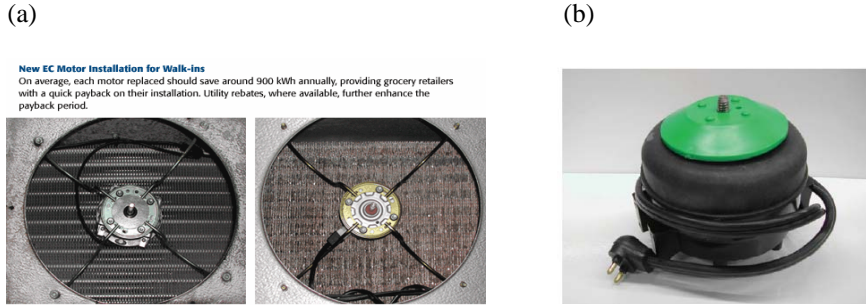 (a)
(b)
New EC Motor Installation for Walk-ins
On average, each motor replaced should save around 900 kWh annually, providing grocery retailers
with a quick payback on their installation. Utility rebates, where available, further enhance the
payback period.